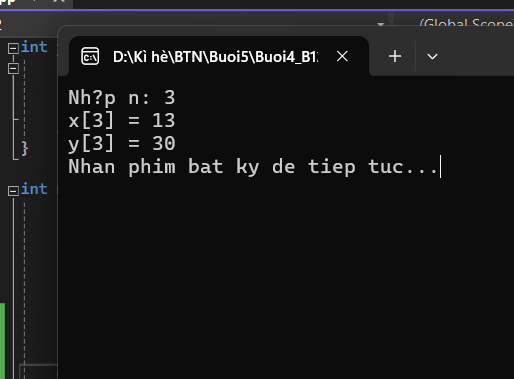 (Global Scope
D:\Kì hè\BTN\Buoi5\Buoi4_B1
int
Nh?p n: 3
x[3] = 13
y[3] = 30
}
Nhan phim bat ky de tiep tuc...
int